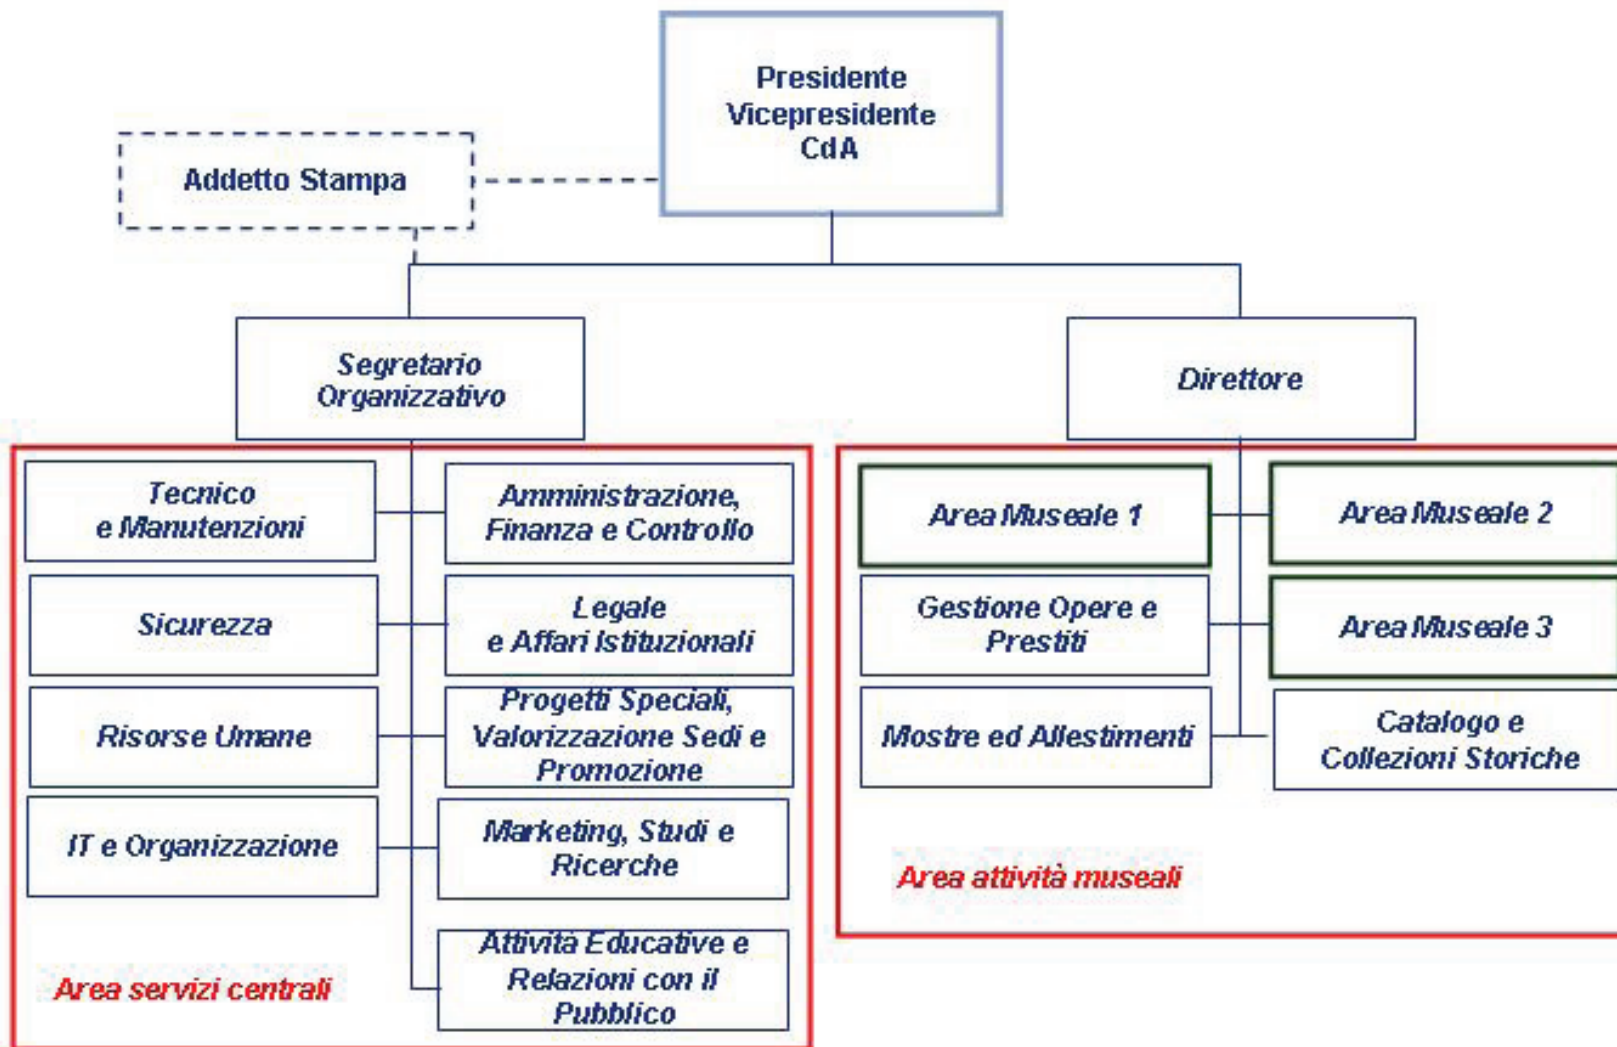 Presidente
Vicepresidente
CdA
Addetto Stampa
Segretario
Organizzativo
Direttore
Tecnico
e Manutenzioni
Amministrazione,
Finanza e Controllo
Sicurezza
Legale
e Affari Istituzionali
Risorse Umane
Progetti Speciali,
Valorizzazione Sedi e
Promozione
IT e Organizzazione
Marketing, Studi e
Ricerche
Attività Educative e
Relazioni con il
Pubblico
Area servizi centrali
Area Museale 1
Area Museale 2
Gestione Opere e
Prestiti
Area Museale 3
Mostre ed Allestimenti
Catalogo e
Collezioni Storiche
Area attività museali